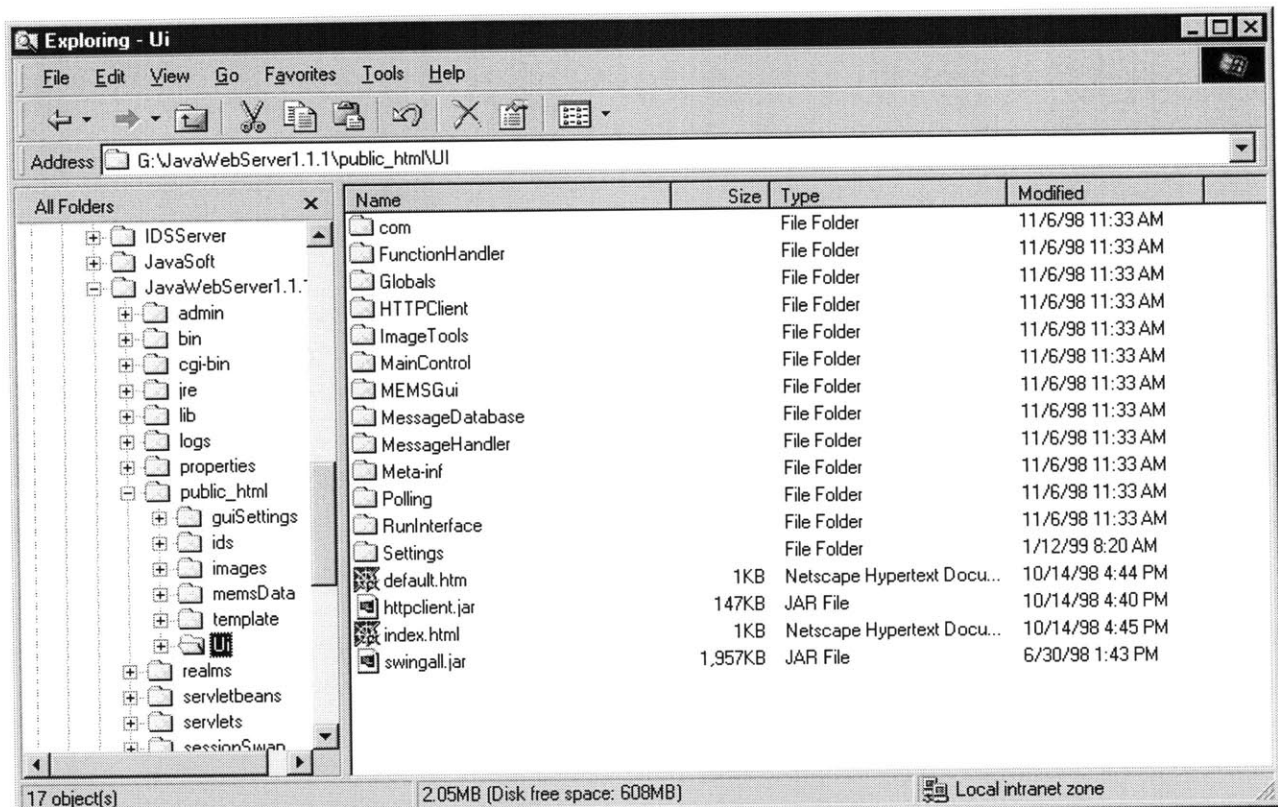 Exploring - Ui
File Edit View Go Favorites Tools Help
Address G:\JavaWebServer1.1.1\public_html\UI
All Folders
IDSServer
JavaSoft
JavaWebServer1.1.1
admin
bin
cgi-bin
jre
lib
logs
properties
public_html
guiSettings
ids
images
memsData
template
Ui
realms
servletbeans
servlets
sessionSwap
Name Size Type Modified
com File Folder 11/6/98 11:33 AM
FunctionHandler File Folder 11/6/98 11:33 AM
Globals File Folder 11/6/98 11:33 AM
HTTPClient File Folder 11/6/98 11:33 AM
ImageTools File Folder 11/6/98 11:33 AM
MainControl File Folder 11/6/98 11:33 AM
MEMSGui File Folder 11/6/98 11:33 AM
MessageDatabase File Folder 11/6/98 11:33 AM
MessageHandler File Folder 11/6/98 11:33 AM
Meta-inf File Folder 11/6/98 11:33 AM
Polling File Folder 11/6/98 11:33 AM
RunInterface File Folder 11/6/98 11:33 AM
Settings File Folder 1/12/99 8:20 AM
default.htm 1KB Netscape Hypertext Docu... 10/14/98 4:44 PM
httpclient.jar 147KB JAR File 10/14/98 4:40 PM
index.html 1KB Netscape Hypertext Docu... 10/14/98 4:45 PM
swingall.jar 1,957KB JAR File 6/30/98 1:43 PM
17 object(s) 2.05MB (Disk free space: 608MB) Local intranet zone